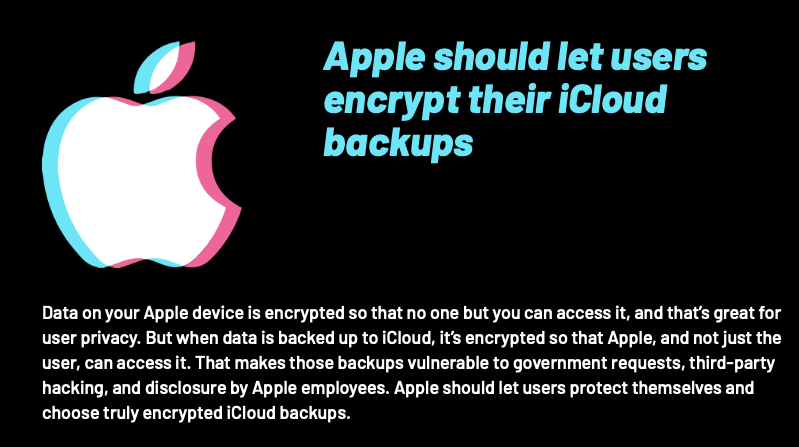 Apple should let users
encrypt their iCloud
backups
Data on your Apple device is encrypted so that no one but you can access it, and that's great for
user privacy. But when data is backed up to iCloud, it's encrypted so that Apple, and not just the
user, can access it. That makes those backups vulnerable to government requests, third-party
hacking, and disclosure by Apple employees. Apple should let users protect themselves and
choose truly encrypted iCloud backups.